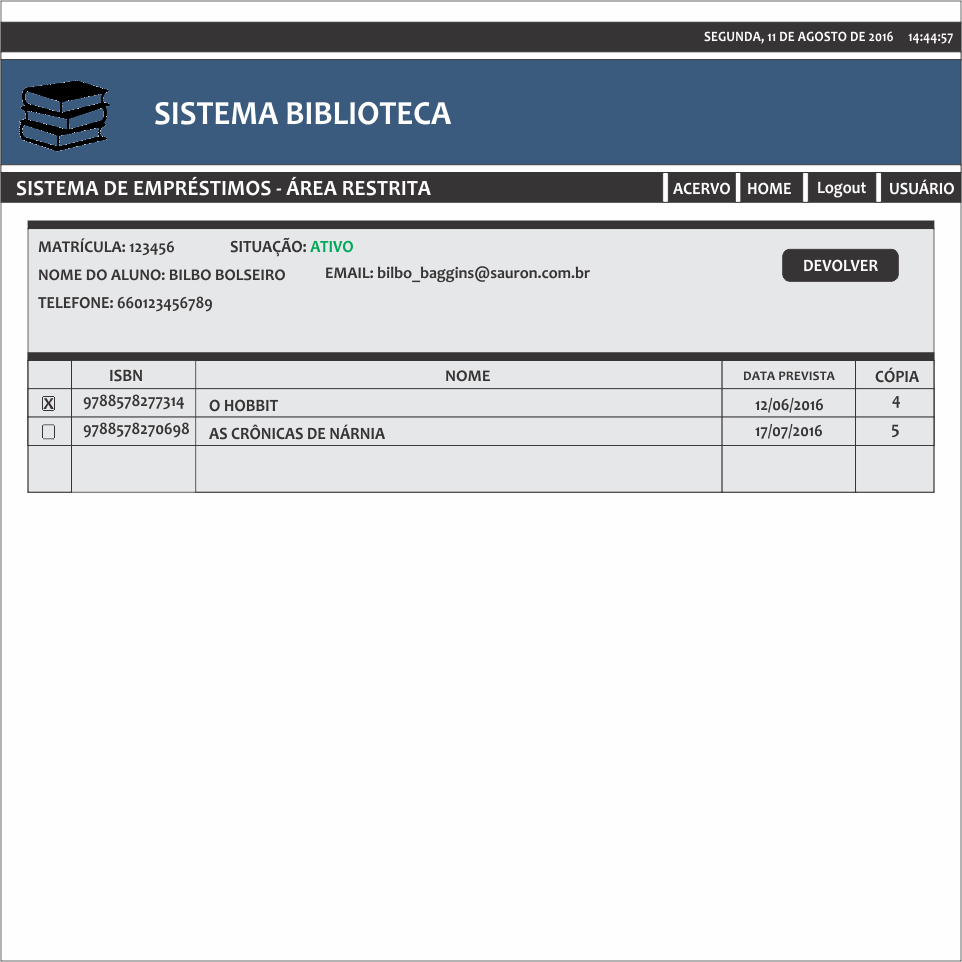 SEGUNDA, 11 DE AGOSTO DE 2016 14:44:57
SISTEMA BIBLIOTECA
SISTEMA DE EMPRÉSTIMOS - ÁREA RESTRITA ACERVO HOME Logout USUÁRIO
MATRÍCULA: 123456 SITUAÇÃO: ATIVO
NOME DO ALUNO: BILBO BOLSEIRO EMAIL: bilbo_baggins@sauron.com.br DEVOLVER
TELEFONE: 660123456789
ISBN NOME DATA PREVISTA CÓPIA
X 9788578277314 O HOBBIT 12/06/2016 4
9788578270698 AS CRÔNICAS DE NÁRNIA 17/07/2016 5